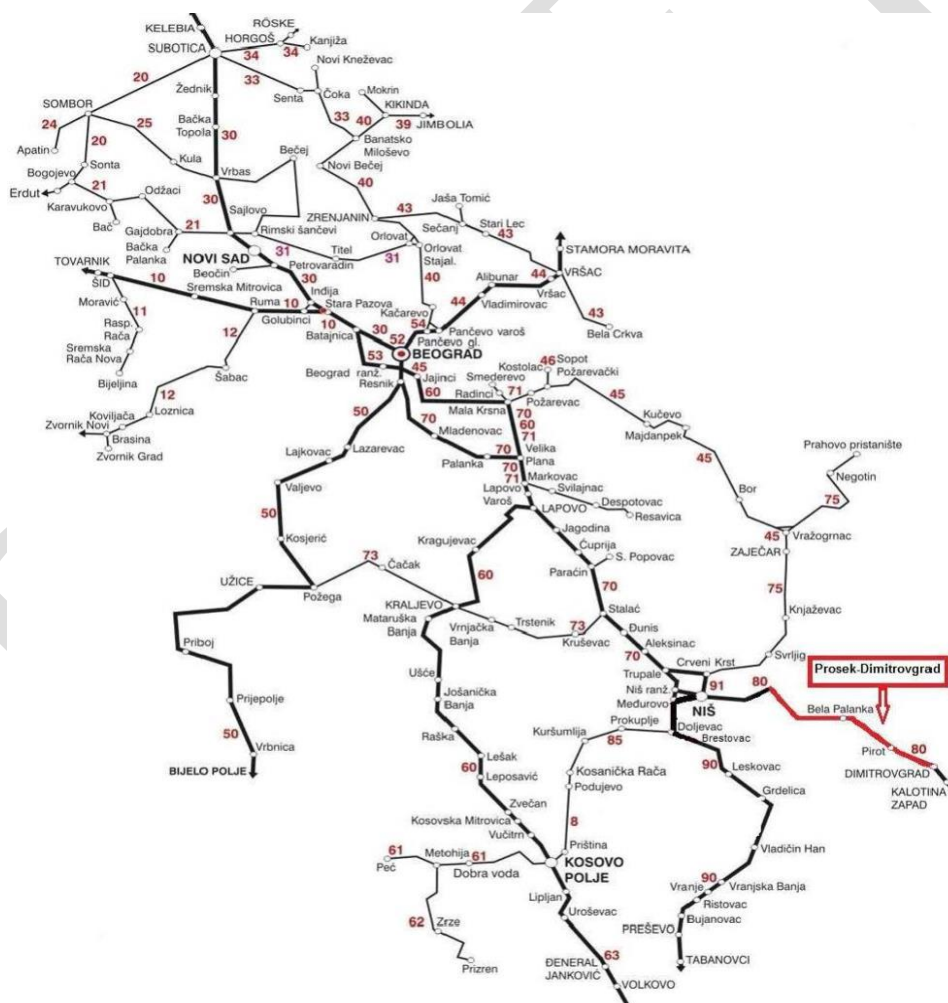 RÖSKE
KELEBIA
HORGOŠ
Kanjiža
SUBOTICA
34
34
Novi Kneževac
20
33
Žednik
Senta
Čoka
Mokrin
KIKINDA
SOMBOR
33
40
39
JIMBOLIA
24
25
Bačka
Topola
30
Banatsko
Miloševo
Apatin
20
Bečej
Kula
Novi Bečej
Sonta
Vrbas
Bogojevo
Erdut
21
Odžaci
40
Jaša Tomić
Karavukovo
30
Sajlovo
ZRENJANIN
43
Stari Lec
Bač
Gajdobra
21
Rimski šančevi
Sečanj
43
Bačka
Palanka
31
Titel
Orlovat
31
Orlovat
Stajal.
STAMORA MORAVITA
NOVI SAD
TOVARNIK
Beočin
Petrovaradin
30
40
Alibunar
44
VRŠAC
ŠID
10
Sremska Mitrovica
Inđija
44
Vršac
Moravić
11
Ruma
10
Stara Pazova
Kačarevo
Vladimirovac
43
Golubinci
10
30
54
Pančevo varoš
Bela Crkva
Rasp.
Rača
12
Batajnica
52
Pančevo gl.
BEOGRAD
Sremska
Rača Nova
53
45
46
Sopot
Beograd ranž.
Jajinci
Kostolac
Požarevački
Bijeljina
Šabac
Resnik
60
Smederevo
71
Radinci
45
12
50
Mala Krsna
Požarevac
Koviljača
Loznica
70
70
60
71
Kučevo
Zvornik Novi
Brasina
Mladenovac
Majdanpek
Prahovo pristanište
Zvornik Grad
Lazarevac
70
Velika
Plana
45
Lajkovac
Palanka
70
71
Negotin
Markovac
Valjevo
Lapovo
Varoš
Svilajnac
Bor
75
LAPOVO
Despotovac
Resavica
50
Jagodina
45
Vražogrnac
Kosjerić
Kragujevac
Ćuprija
S. Popovac
ZAJEČAR
73
Čačak
60
Paraćin
UŽICE
70
75
Požega
KRALJEVO
Stalać
Mataruška
Banja
Vrnjačka
Banja
Trstenik
73
Knjaževac
Priboj
Kruševac
Đunis
Aleksinac
Ušće
70
Crveni Krst
Svrljig
Trupale
Prosek-Dimitrovgrad
Jošanička
Banja
Niš ranž.
91
80
Prijepolje
Međurovo
NIŠ
Bela Palanka
Prokuplje
Doljevac
50
Raška
Kuršumlija
85
Brestovac
Pirot
80
Vrbnica
Lešak
90
Leskovac
DIMITROVGRAD
BIJELO POLJE
60
Leposavić
Kosanička Rača
KALOTINA
ZAPAD
Podujevo
Grdelica
Zvečan
Kosovska Mitrovica
8
Vučitrn
Vladičin Han
61
Metohija
61
Priština
Peć
Dobra voda
KOSOVO
POLJE
90
Vranjska Banja
Vranje
Lipljan
Ristovac
62
Zrze
Uroševac
Bujanovac
PREŠEVO
Prizren
ĐENERAL
JANKOVIĆ
63
TABANOVCI
VOLKOVO